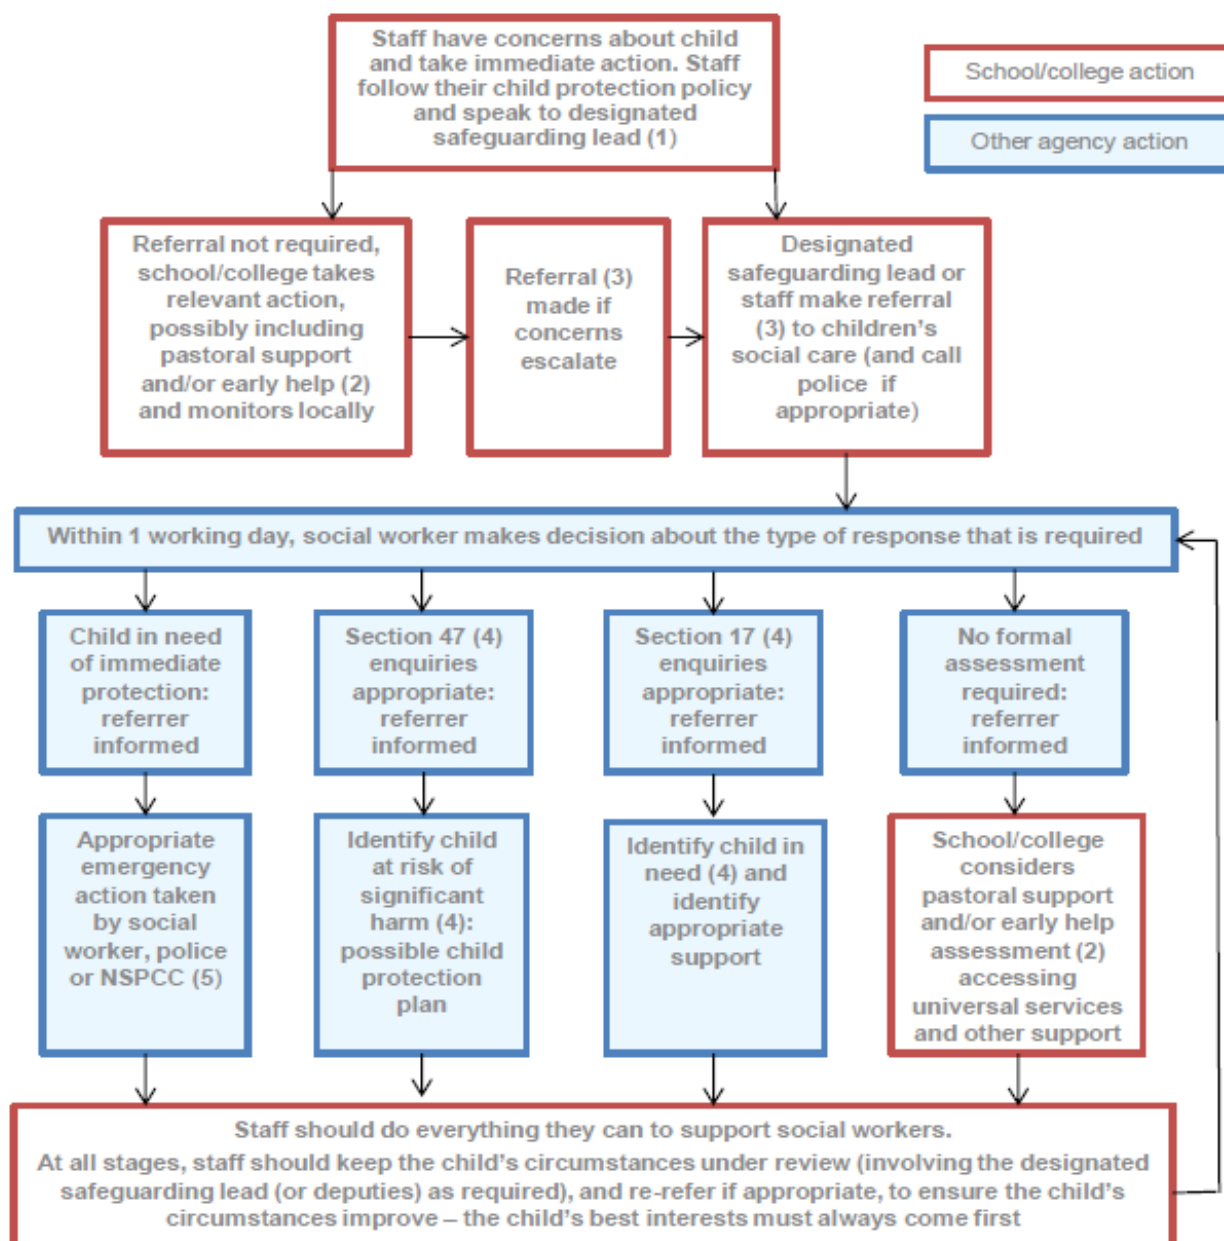 Staff have concerns about child
and take immediate action. Staff
follow their child protection policy
and speak to designated
safeguarding lead (1)
School/college action
Other agency action
Referral not required,
school/college takes
relevant action,
possibly including
pastoral support
and/or early help (2)
and monitors locally
Referral (3)
made if
concerns
escalate
Designated
safeguarding lead or
staff make referral
(3) to children's
social care (and call
police if
appropriate)
Within 1 working day, social worker makes decision about the type of response that is required
Child in need
of immediate
protection:
referrer
informed
Section 47 (4)
enquiries
appropriate:
referrer
informed
Section 17 (4)
enquiries
appropriate:
referrer
informed
No formal
assessment
required:
referrer
informed
Appropriate
emergency
action taken
by social
worker, police
or NSPCC (5)
Identify child
at risk of
significant
harm (4):
possible child
protection
plan
Identify child in
need (4) and
identify
appropriate
support
School/college
considers
pastoral support
and/or early help
assessment (2)
accessing
universal services
and other support
Staff should do everything they can to support social workers.
At all stages, staff should keep the child's circumstances under review (involving the designated
safeguarding lead (or deputies) as required), and re-refer if appropriate, to ensure the child's
circumstances improve – the child's best interests must always come first